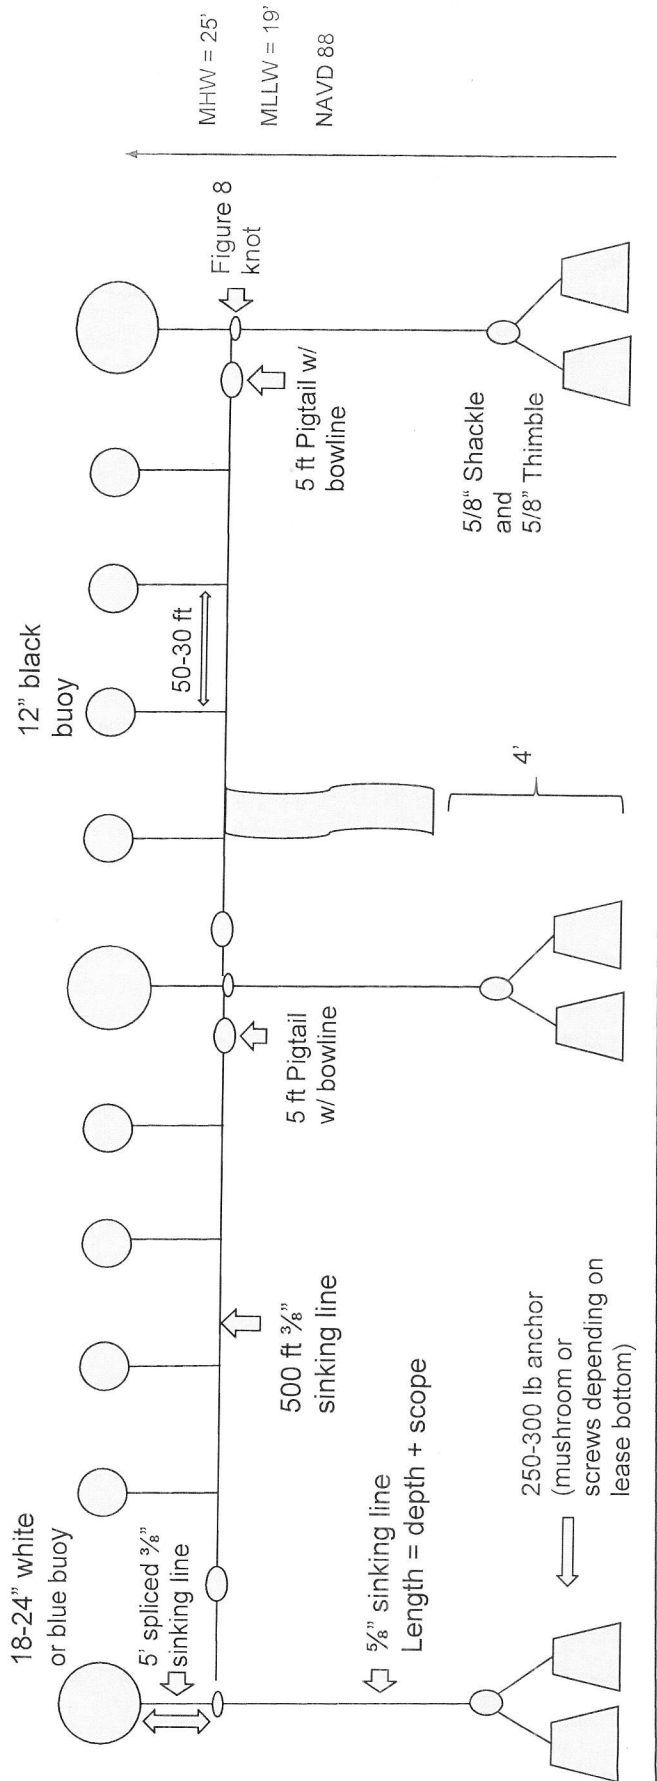 18-24” white
or blue buoy
5' spliced ⅜”
sinking line
⅝” sinking line
Length = depth + scope
250-300 lb anchor
(mushroom or
screws depending on
lease bottom)
500 ft ⅜”
sinking line
5 ft Pigtail
w/ bowline
12” black
buoy
50-30 ft
4'
5 ft Pigtail w/
bowline
Figure 8
knot
5/8“ Shackle
and
5/8” Thimble
MHW = 25'
MLLW = 19'
NAVD 88